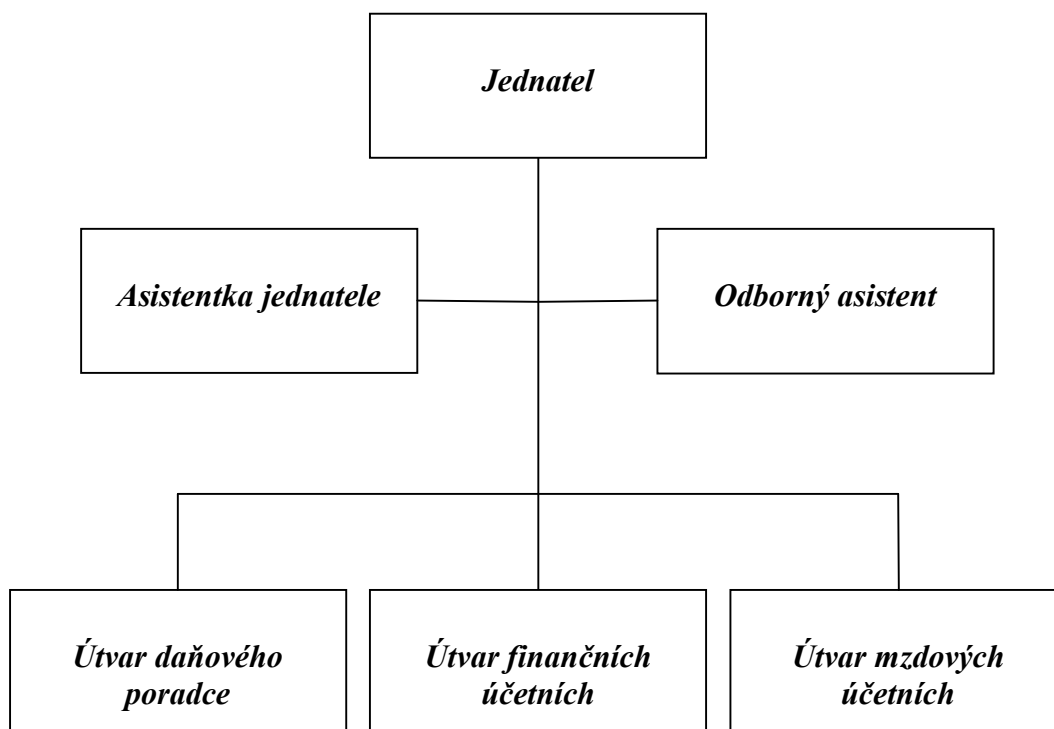 Jednatel
Asistentka jednatele
Odborný asistent
Útvar daňového
poradce
Útvar finančních
účetních
Útvar mzdových
účetních